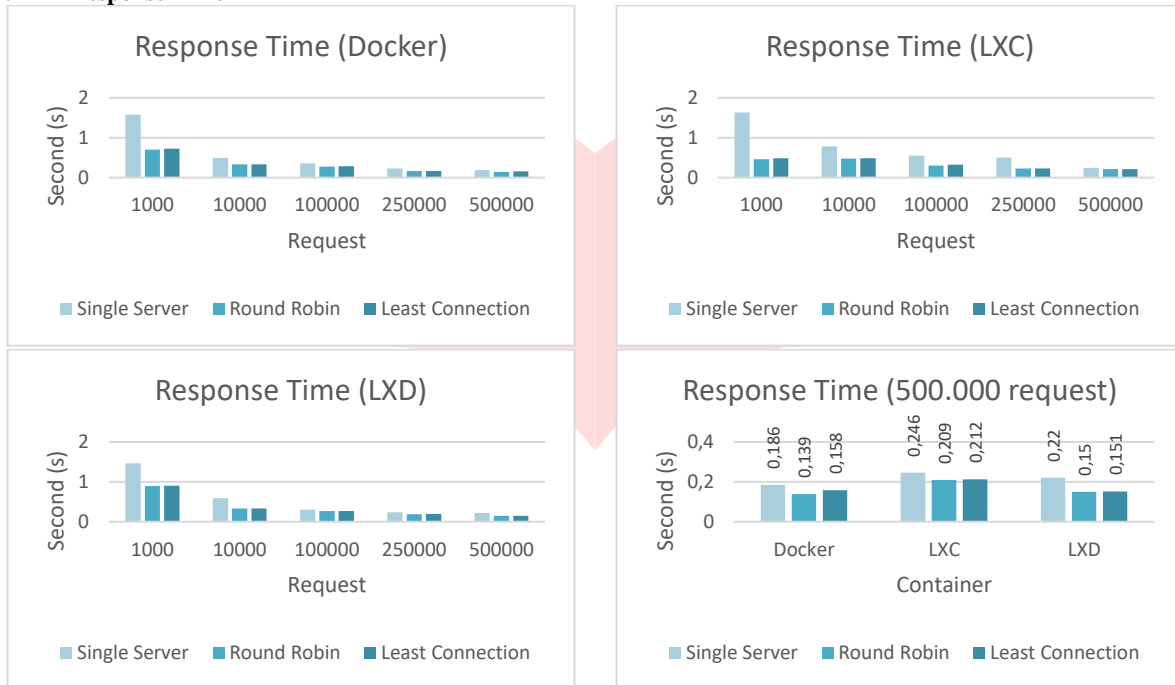 Response Time (Docker)
2
1
0
Second (s)
1000 10000 100000 250000 500000
Request
Single Server Round Robin Least Connection
Response Time (LXC)
2
1
0
Second (s)
1000 10000 100000 250000 500000
Request
Single Server Round Robin Least Connection
Response Time (LXD)
2
1
0
Second (s)
1000 10000 100000 250000 500000
Request
Single Server Round Robin Least Connection
Response Time (500.000 request)
0,4
0,2
0
Second (s)
0,186 0,139 0,158 0,246 0,209 0,212 0,22 0,15 0,151
Docker LXC LXD
Container
Single Server Round Robin Least Connection